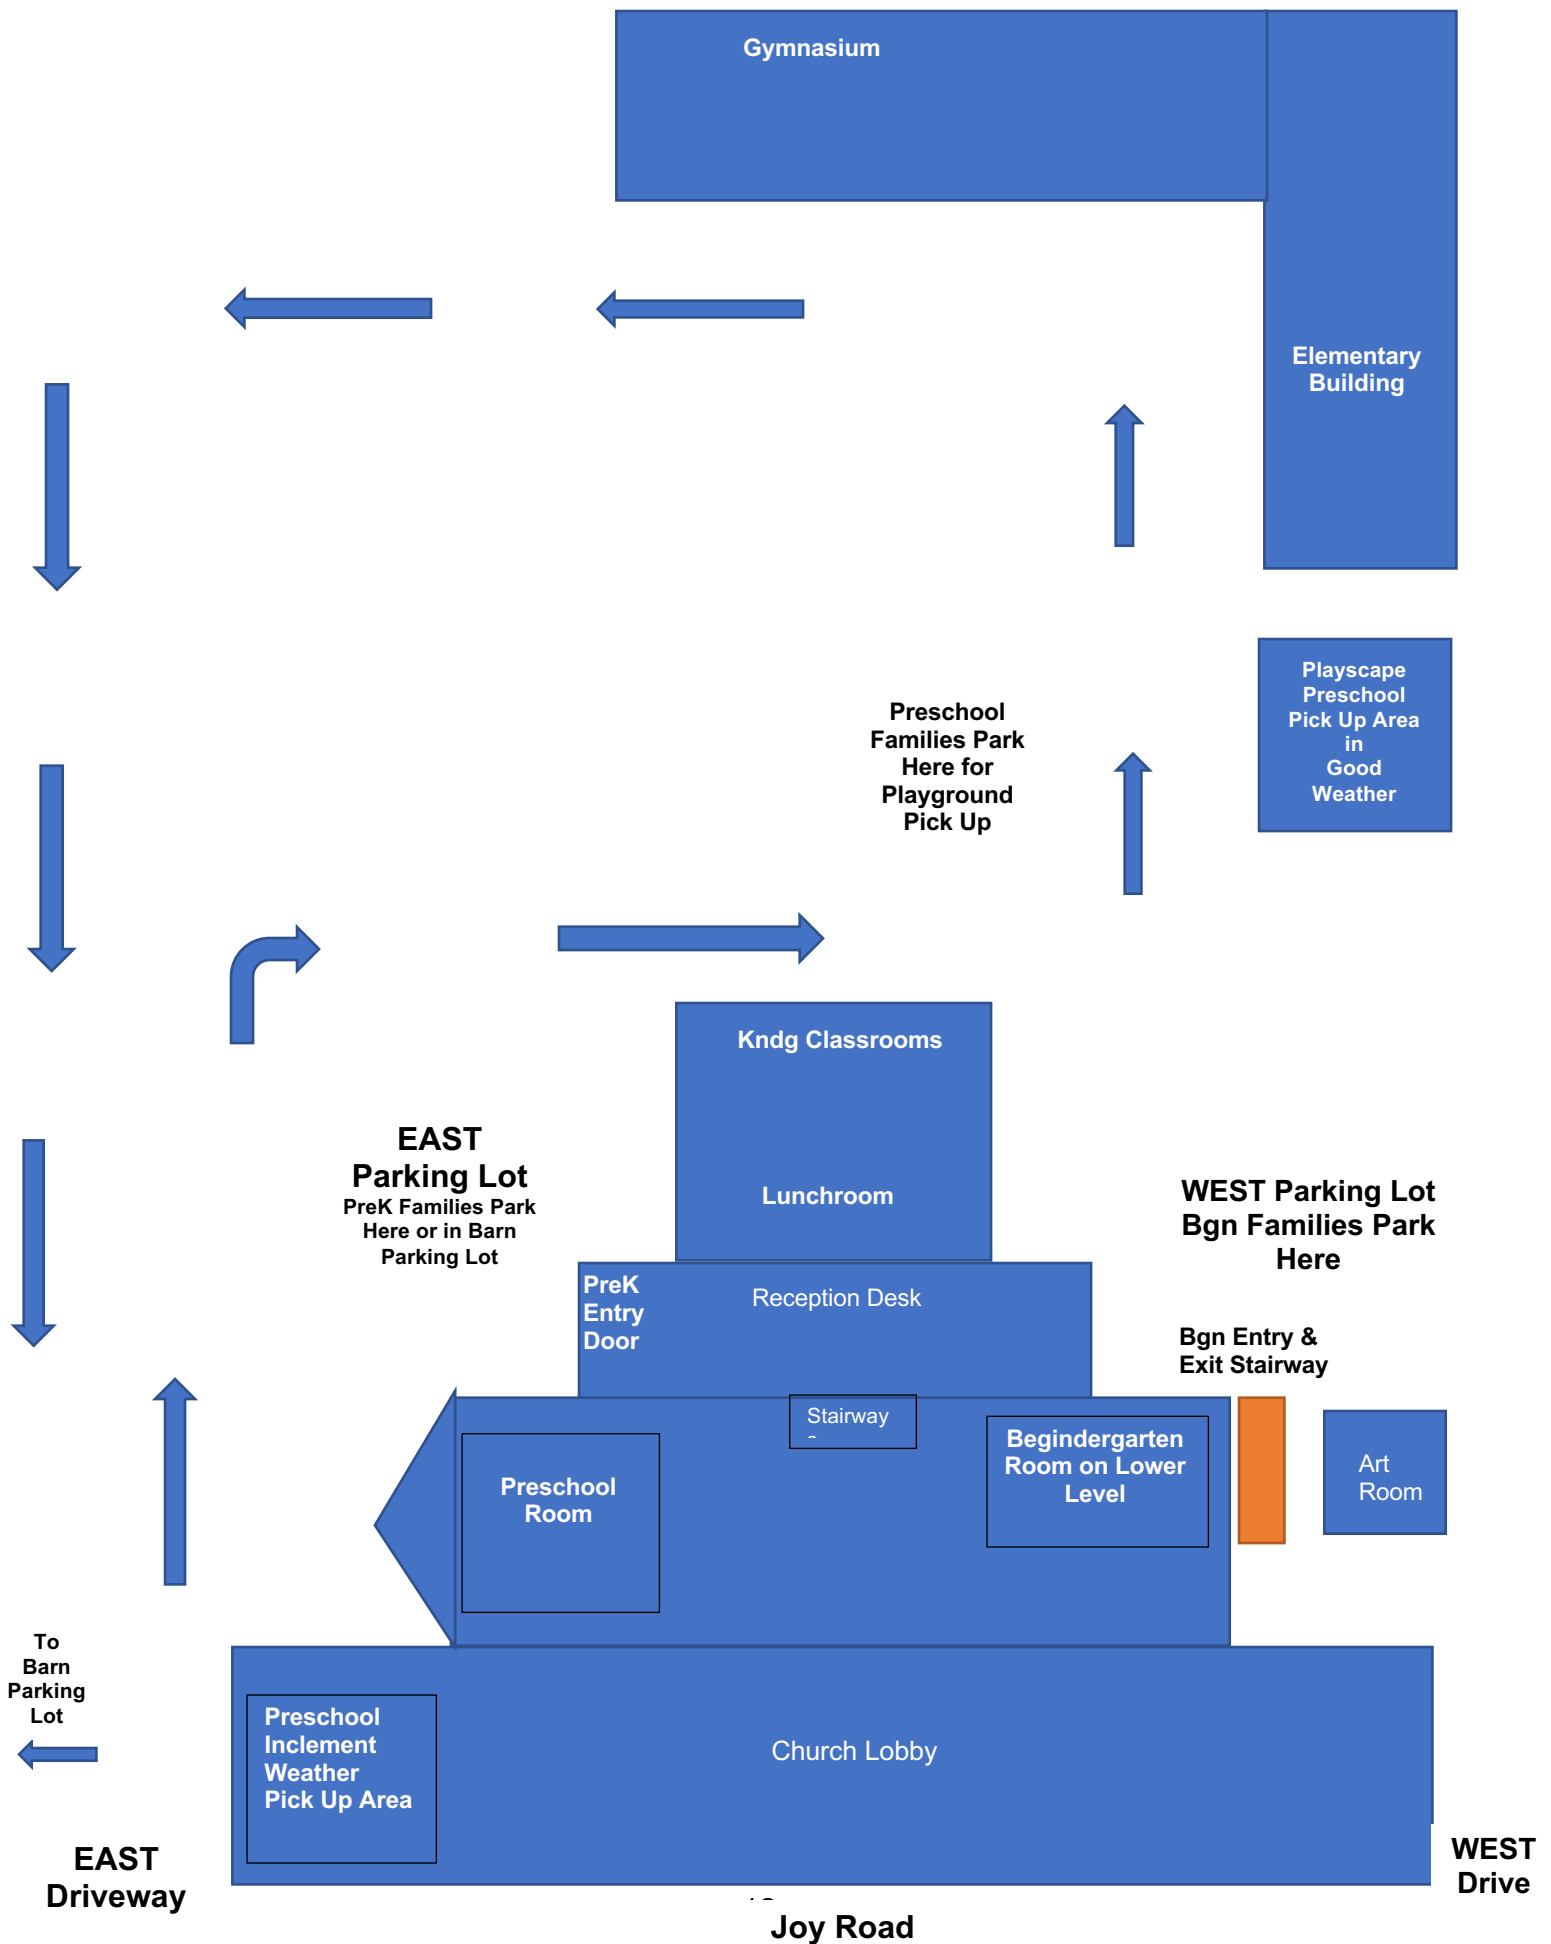 Gymnasium
Elementary
Building
Playscape
Preschool
Pick Up Area
in
Good
Weather
Preschool
Families Park
Here for
Playground
Pick Up
Kndg Classrooms
Lunchroom
EAST
Parking Lot
PreK Families Park
Here or in Barn
Parking Lot
WEST Parking Lot
Bgn Families Park
Here
PreK
Entry
Door
Reception Desk
Bgn Entry &
Exit Stairway
Stairway
Begindergarten
Room on Lower
Level
Preschool
Room
Art
Room
To
Barn
Parking
Lot
Preschool
Inclement
Weather
Pick Up Area
Church Lobby
EAST
Driveway
WEST
Drive
Joy Road